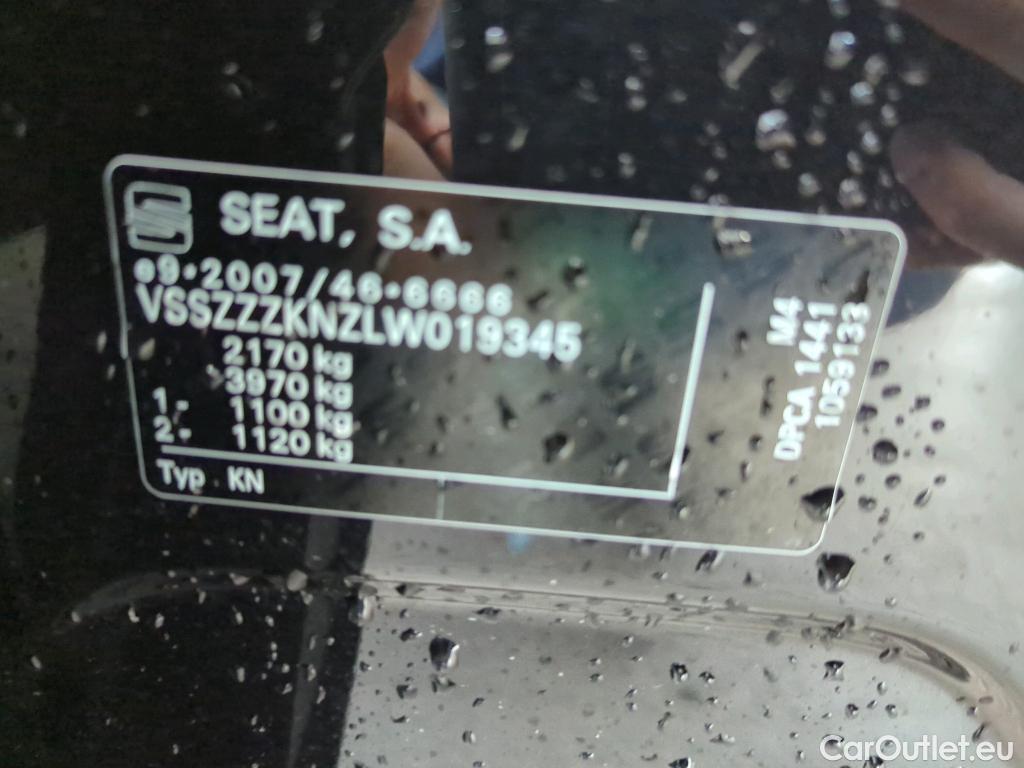 SEAT, S.A.
e9*2007/46*6666
VSSZZZKNZLW019345
2170 kg
3970 kg
1- 1100 kg
2- 1120 kg
Typ KN
M4
DPCA 1441
1059133
CarOutlet.eu